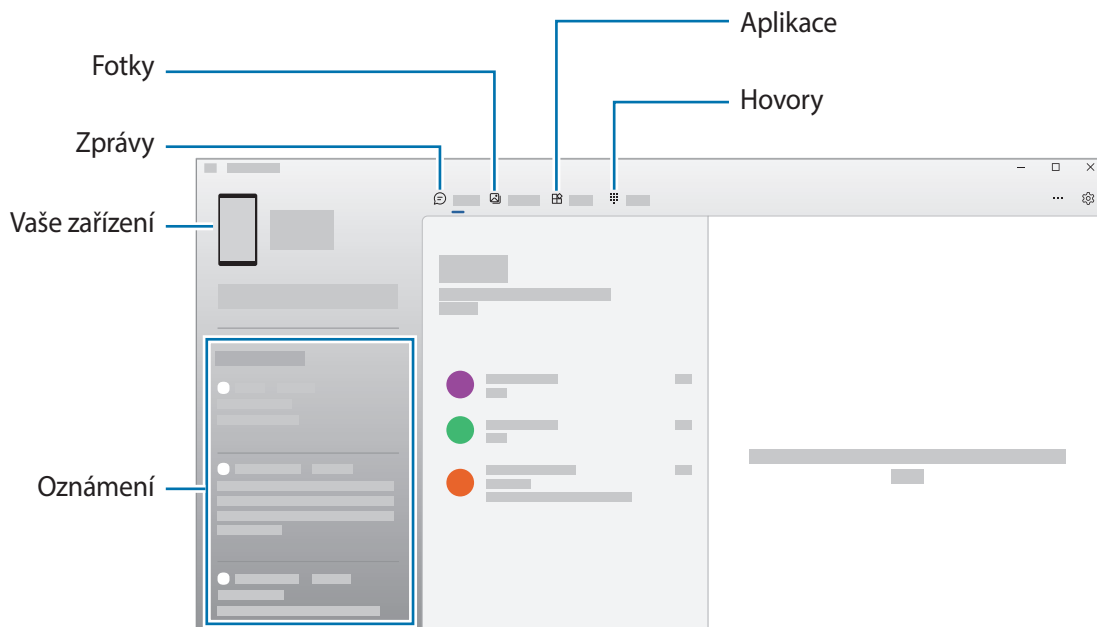 Aplikace
Fotky
Hovory
Zprávy
Vaše zařízení
Oznámení